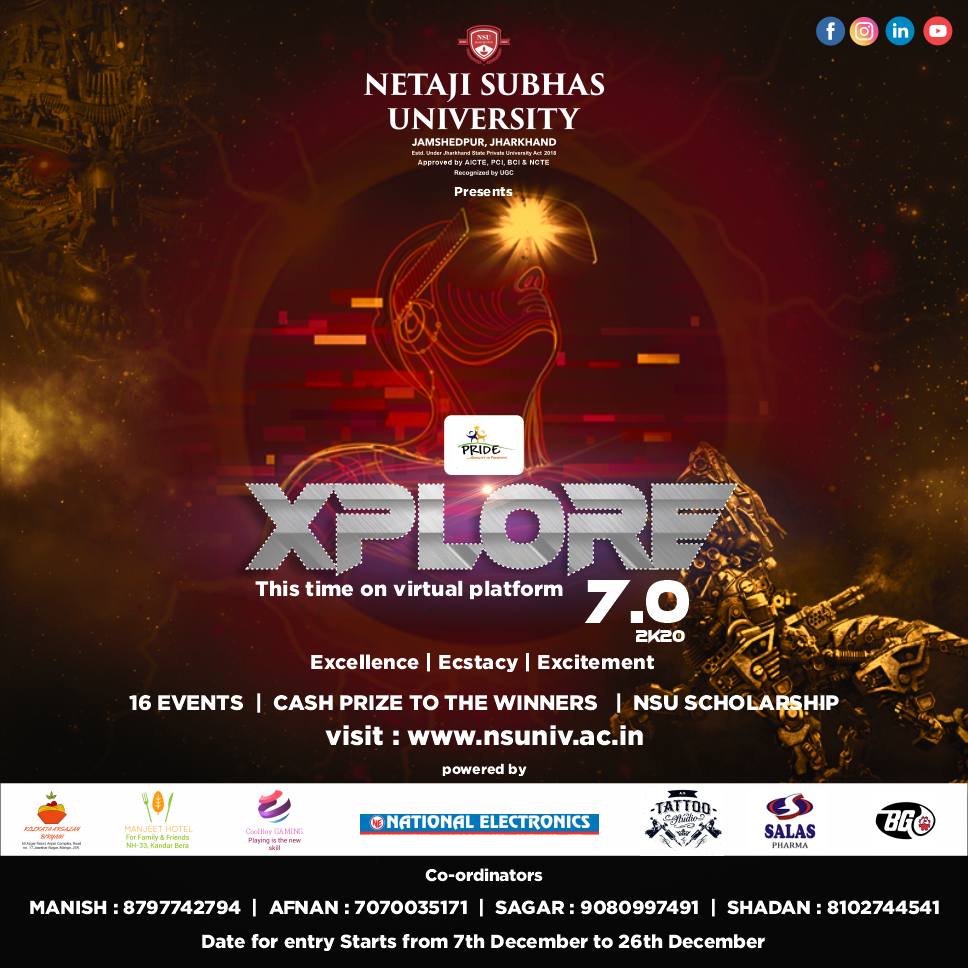 NSU
NETAJI SUBHAS
UNIVERSITY
JAMSHEDPUR, JHARKHAND
Estd. Under Jharkhand State Private University Act 2018
Approved by AICTE, PCI, BCI & NCTE
Recognized by UGC
Presents
PRIDE
XPLORE
This time on virtual platform
7.0
2K20
Excellence | Ecstacy | Excitement
16 EVENTS | CASH PRIZE TO THE WINNERS | NSU SCHOLARSHIP
visit : www.nsuniv.ac.in
powered by
KOLKATA ARSALAN
BIRYANI
MANJEET HOTEL
For Family & Friends
NH-33, Kandar Bera
CoolBoy GAMING
Playing is the new
skill
NE NATIONAL ELECTRONICS
TATTOO
Studio
SALAS
PHARMA
BG
Co-ordinators
MANISH : 8797742794 | AFNAN : 7070035171 | SAGAR : 9080997491 | SHADAN : 8102744541
Date for entry Starts from 7th December to 26th December